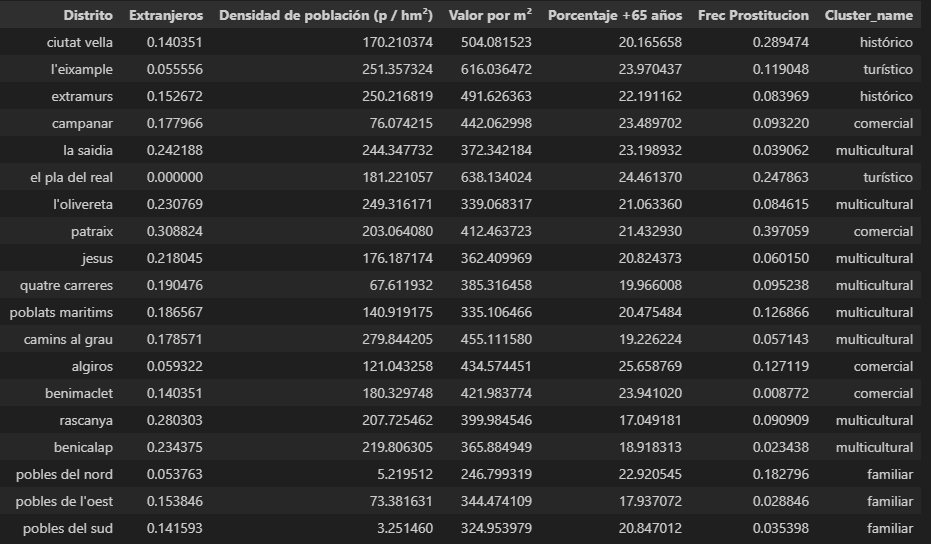 Distrito Extranjeros Densidad de población (p / hm²) Valor por m² Porcentaje +65 años Frec Prostitucion Cluster_name
ciutat vella 0.140351 170.210374 504.081523 20.165658 0.289474 histórico
l'eixample 0.055556 251.357324 616.036472 23.970437 0.119048 turístico
extramurs 0.152672 250.216819 491.626363 22.191162 0.083969 histórico
campanar 0.177966 76.074215 442.062998 23.489702 0.093220 comercial
la saidia 0.242188 244.347732 372.342184 23.198932 0.039062 multicultural
el pla del real 0.000000 181.221057 638.134024 24.461370 0.247863 turístico
l'olivereta 0.230769 249.316171 339.068317 21.063360 0.084615 multicultural
patraix 0.308824 203.064080 412.463723 21.432930 0.397059 comercial
jesus 0.218045 176.187174 362.409969 20.824373 0.060150 multicultural
quatre carreres 0.190476 67.611932 385.316458 19.966008 0.095238 multicultural
poblats maritims 0.186567 140.919175 335.106466 20.475484 0.126866 multicultural
camins al grau 0.178571 279.844205 455.111580 19.226224 0.057143 multicultural
algiros 0.059322 121.043258 434.574451 25.658769 0.127119 comercial
benimaclet 0.140351 180.329748 421.983774 23.941020 0.008772 comercial
rascanya 0.280303 207.725462 399.984546 17.049181 0.090909 multicultural
benicalap 0.234375 219.806305 365.884949 18.918313 0.023438 multicultural
pobles del nord 0.053763 5.219512 246.799319 22.920545 0.182796 familiar
pobles de l'oest 0.153846 73.381631 344.474109 17.937072 0.028846 familiar
pobles del sud 0.141593 3.251460 324.953979 20.847012 0.035398 familiar